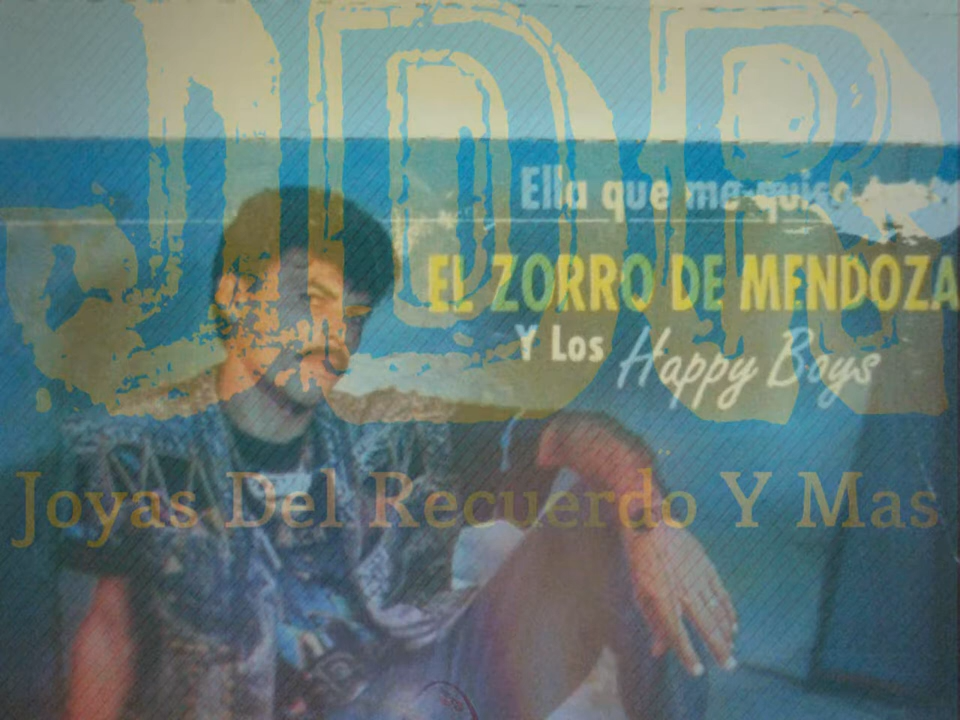 JDR
Ella que me quiso
EL ZORRO DE MENDOZA
Y Los Happy Boys
Joyas Del Recuerdo Y Mas